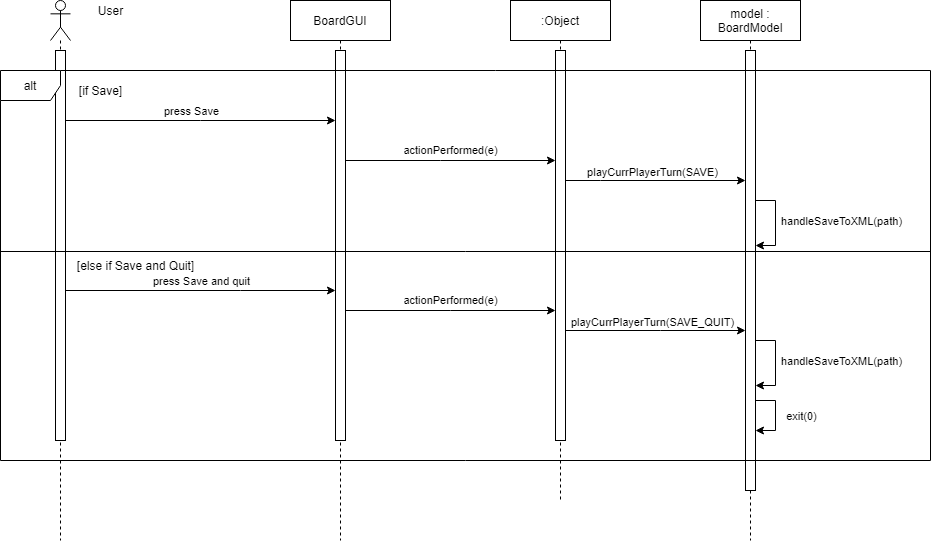 User
BoardGUI
:Object
model :
BoardModel
alt
[if Save]
press Save
actionPerformed(e)
playCurrPlayerTurn(SAVE)
handleSaveToXML(path)
[else if Save and Quit]
press Save and quit
actionPerformed(e)
playCurrPlayerTurn(SAVE_QUIT)
handleSaveToXML(path)
exit(0)